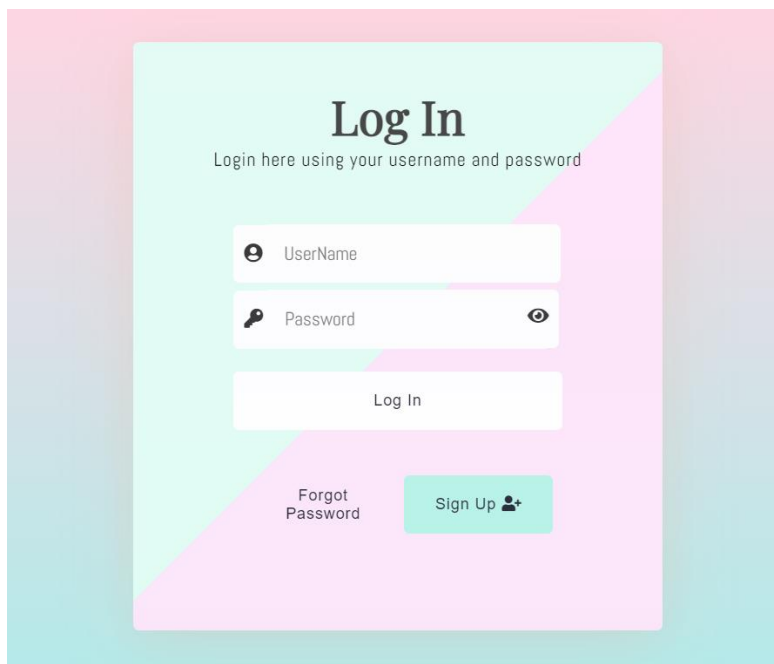 Log In
Login here using your username and password
UserName
Password
Log In
Forgot
Password
Sign Up